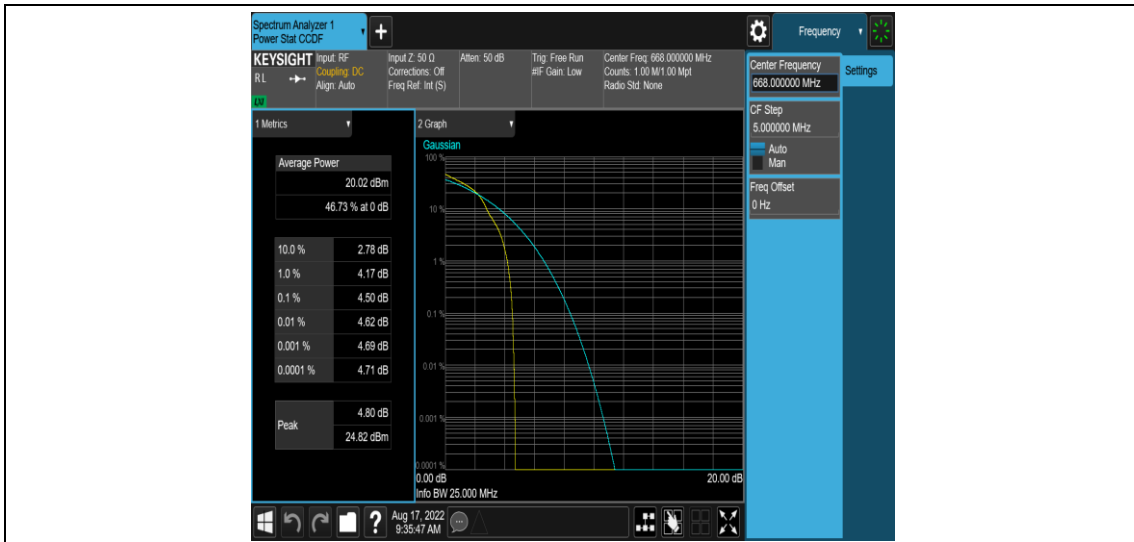 Spectrum Analyzer 1
Power Stat CCDF
Frequency
KEYSIGHT
RL
LXI
Input: RF
Coupling: DC
Align: Auto
Input Z: 50 Ω
Corrections: Off
Freq Ref: Int (S)
Atten: 50 dB
Trig: Free Run
#IF Gain: Low
Center Freq: 668.000000 MHz
Counts: 1.00 M/1.00 Mpt
Radio Std: None
Center Frequency
668.000000 MHz
Settings
CF Step
5.000000 MHz
Auto
Man
Freq Offset
0 Hz
1 Metrics
Average Power
20.02 dBm
46.73 % at 0 dB
10.0 % 2.78 dB
1.0 % 4.17 dB
0.1 % 4.50 dB
0.01 % 4.62 dB
0.001 % 4.69 dB
0.0001 % 4.71 dB
Peak
4.80 dB
24.82 dBm
2 Graph
Gaussian
100 %
10 %
1 %
0.1 %
0.01 %
0.001 %
0.0001 %
0.00 dB 20.00 dB
Info BW 25.000 MHz
?
Aug 17, 2022
9:35:47 AM